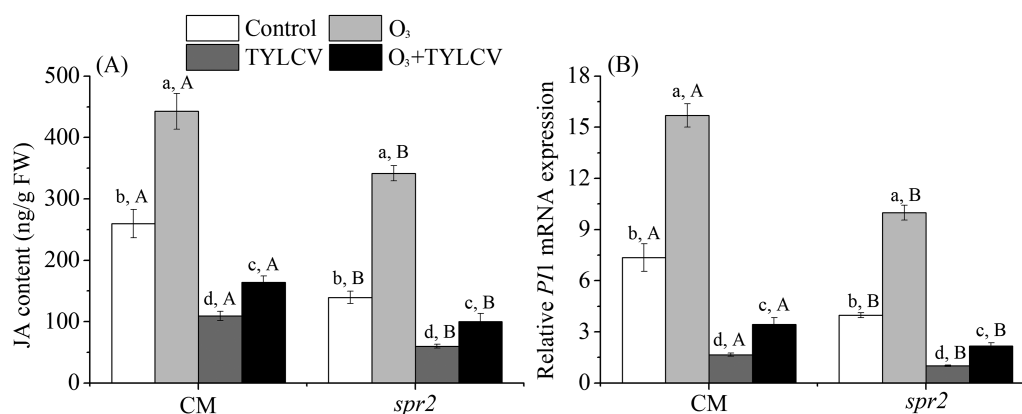 Control
O₃
TYLCV
O₃+TYLCV
(A)
JA content (ng/g FW)
500
400
300
200
100
0
b, A
a, A
d, A
c, A
b, B
a, B
d, B
c, B
CM
spr2
(B)
Relative PI1 mRNA expression
18
15
12
9
6
3
0
b, A
a, A
d, A
c, A
b, B
a, B
d, B
c, B
CM
spr2